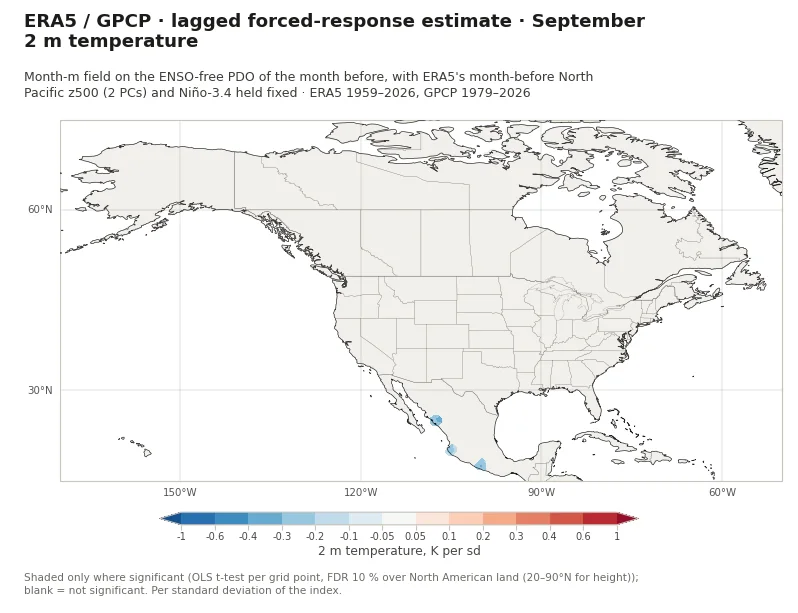 ERA5 / GPCP · lagged forced-response estimate · September
2 m temperature
Month-m field on the ENSO-free PDO of the month before, with ERA5's month-before North
Pacific z500 (2 PCs) and Niño-3.4 held fixed · ERA5 1959–2026, GPCP 1979–2026
60°N
30°N
150°W 120°W 90°W 60°W
-1 -0.6 -0.4 -0.3 -0.2 -0.1 -0.05 0.05 0.1 0.2 0.3 0.4 0.6 1
2 m temperature, K per sd
Shaded only where significant (OLS t-test per grid point, FDR 10 % over North American land (20–90°N for height));
blank = not significant. Per standard deviation of the index.